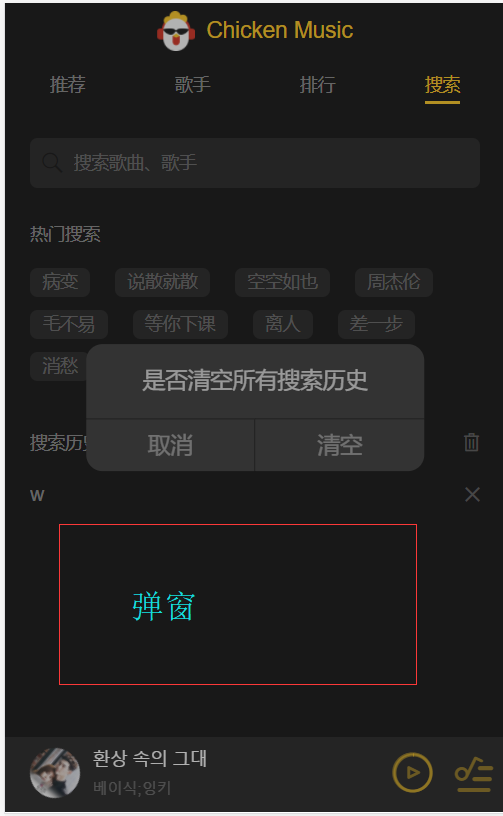 Chicken Music
推荐 歌手 排行 搜索
搜索歌曲、歌手
热门搜索
病变 说散就散 空空如也 周杰伦
毛不易 等你下课 离人 差一步
消愁
是否清空所有搜索历史
取消 清空
搜索历史
w
弹窗
환상 속의 그대
베이식;잉키